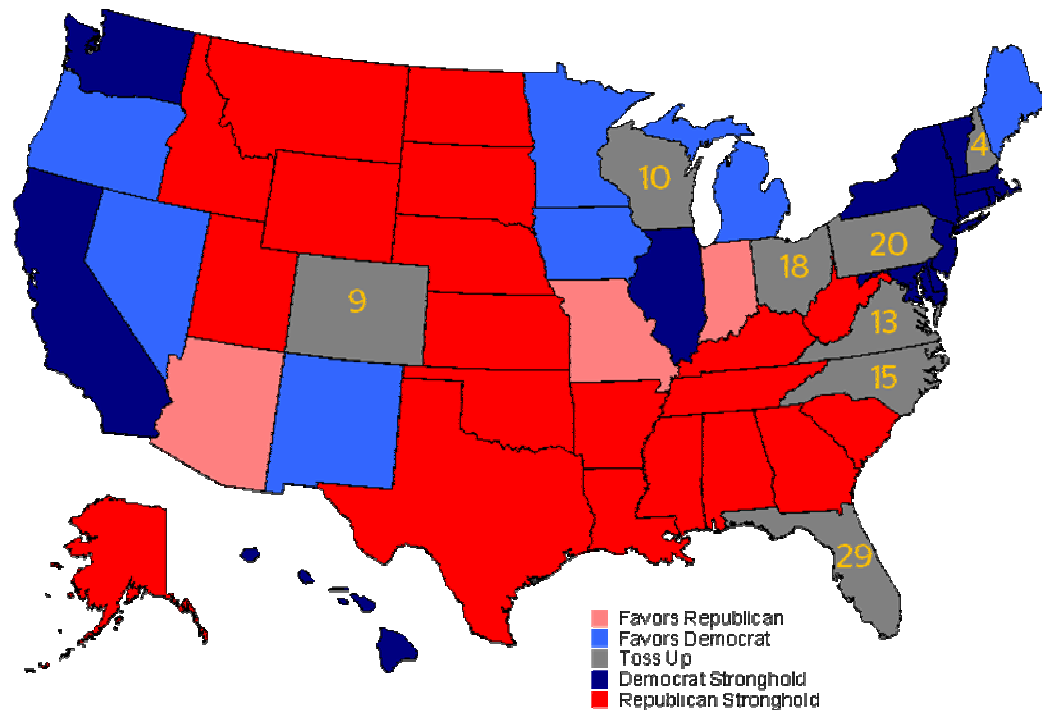 4
10
20
18
9
13
15
29
Favors Republican
Favors Democrat
Toss Up
Democrat Stronghold
Republican Stronghold